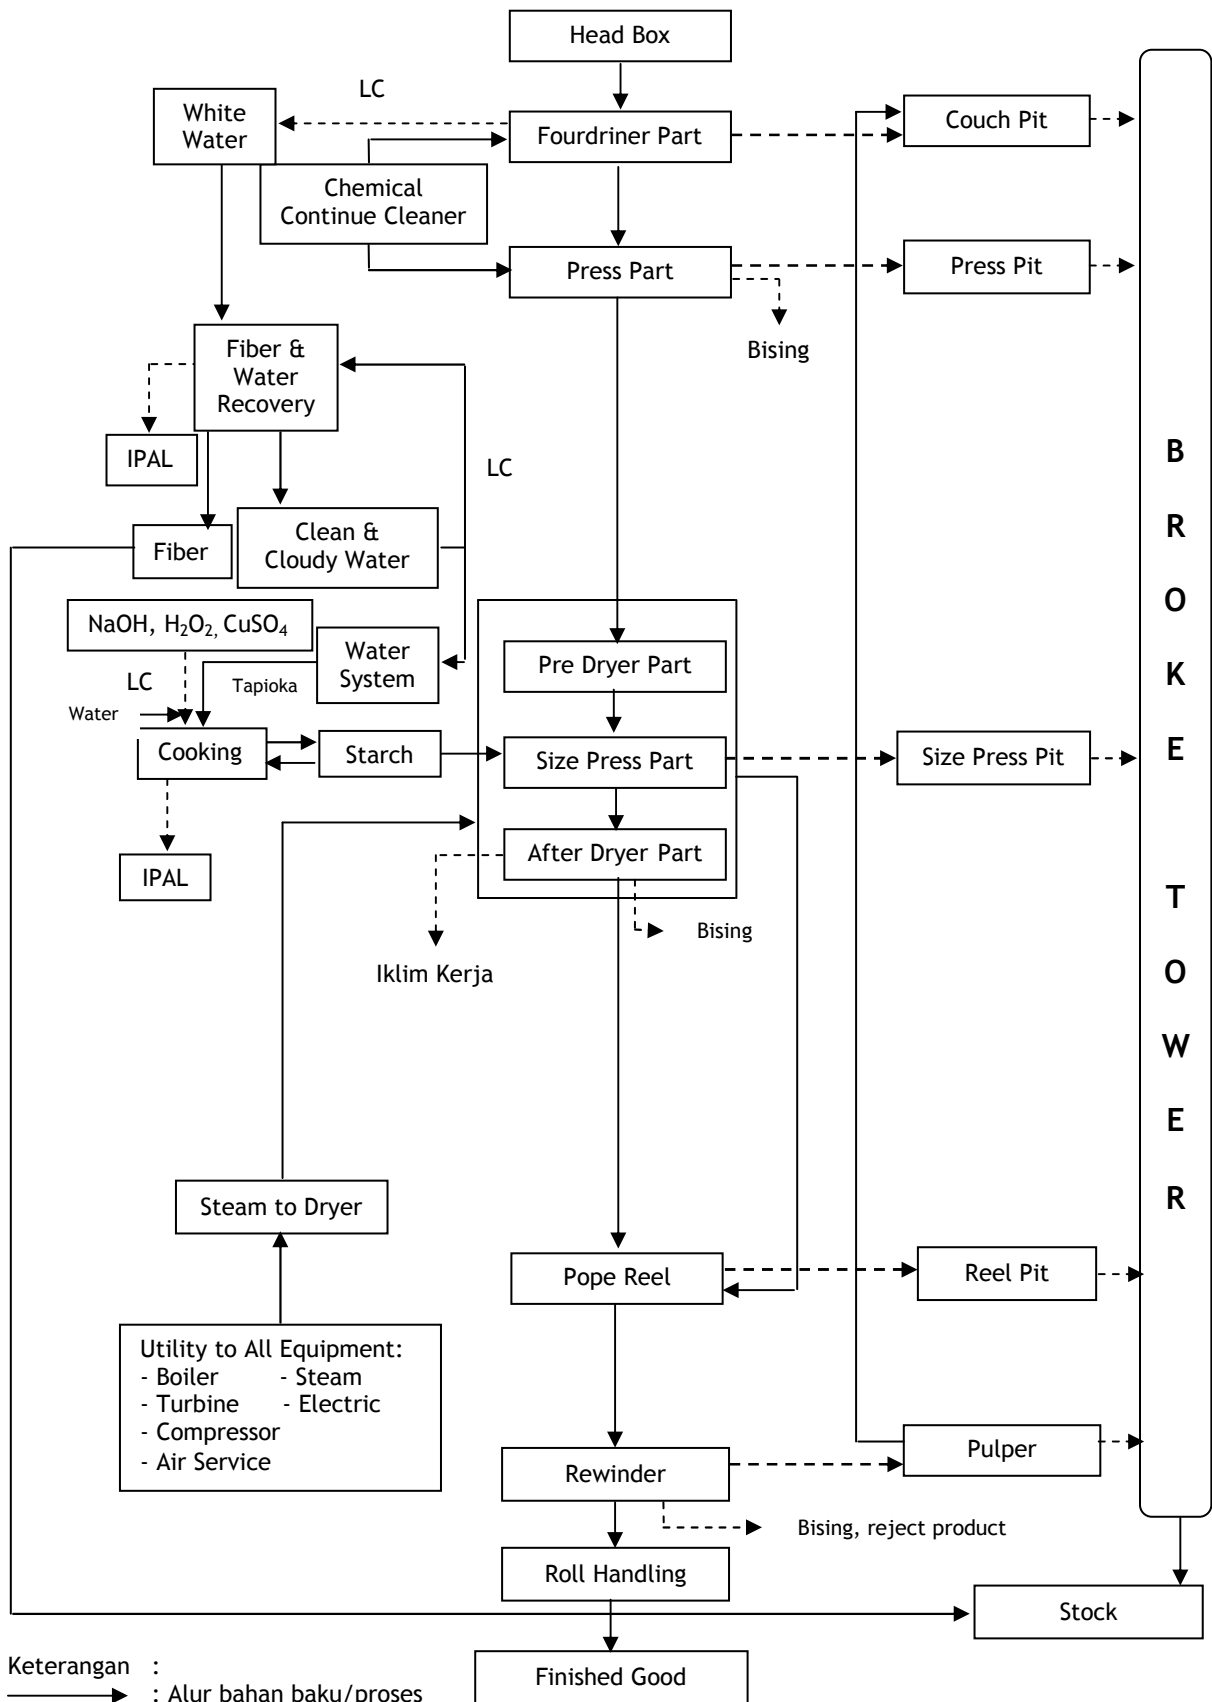 Head Box
LC
White
Water
Fourdriner Part
Couch Pit
Chemical
Continue Cleaner
Press Part
Press Pit
Bising
Fiber &
Water
Recovery
IPAL
LC
Fiber
Clean &
Cloudy Water
NaOH, H₂O₂, CuSO₄
Water
System
Pre Dryer Part
LC
Tapioka
Water
Cooking
Starch
Size Press Part
Size Press Pit
After Dryer Part
IPAL
Bising
Iklim Kerja
B
R
O
K
E
T
O
W
E
R
Steam to Dryer
Pope Reel
Reel Pit
Utility to All Equipment:
- Boiler - Steam
- Turbine - Electric
- Compressor
- Air Service
Rewinder
Pulper
Bising, reject product
Roll Handling
Stock
Finished Good
Keterangan :
: Alur bahan baku/proses